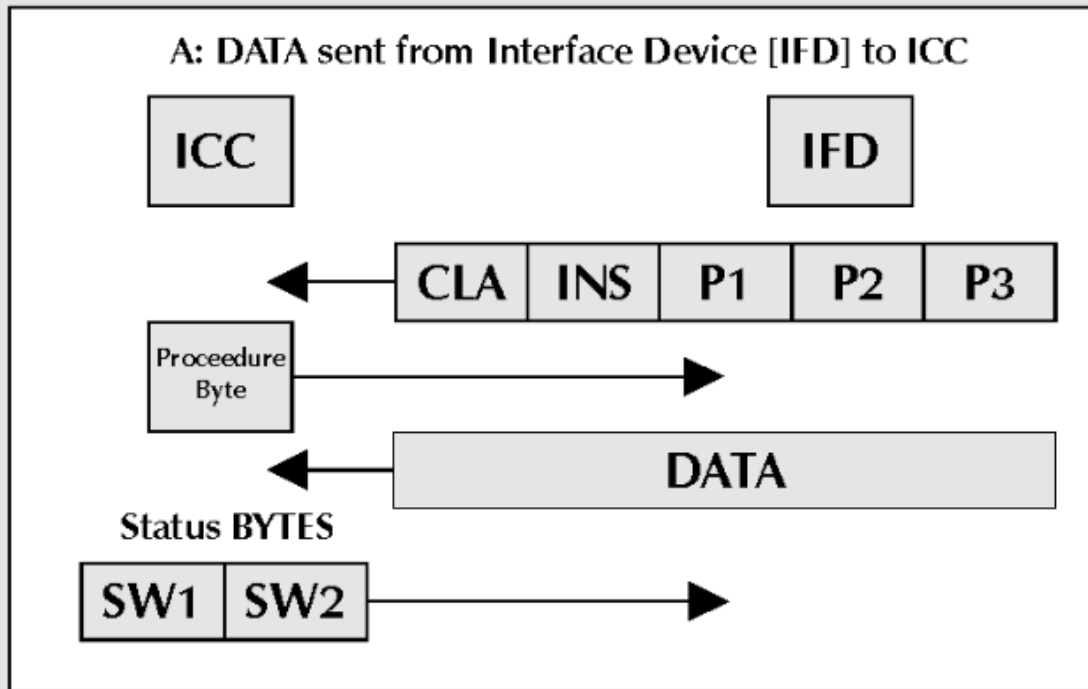 A: DATA sent from Interface Device [IFD] to ICC
ICC IFD
CLA INS P1 P2 P3
Proceedure
Byte
DATA
Status BYTES
SW1 SW2